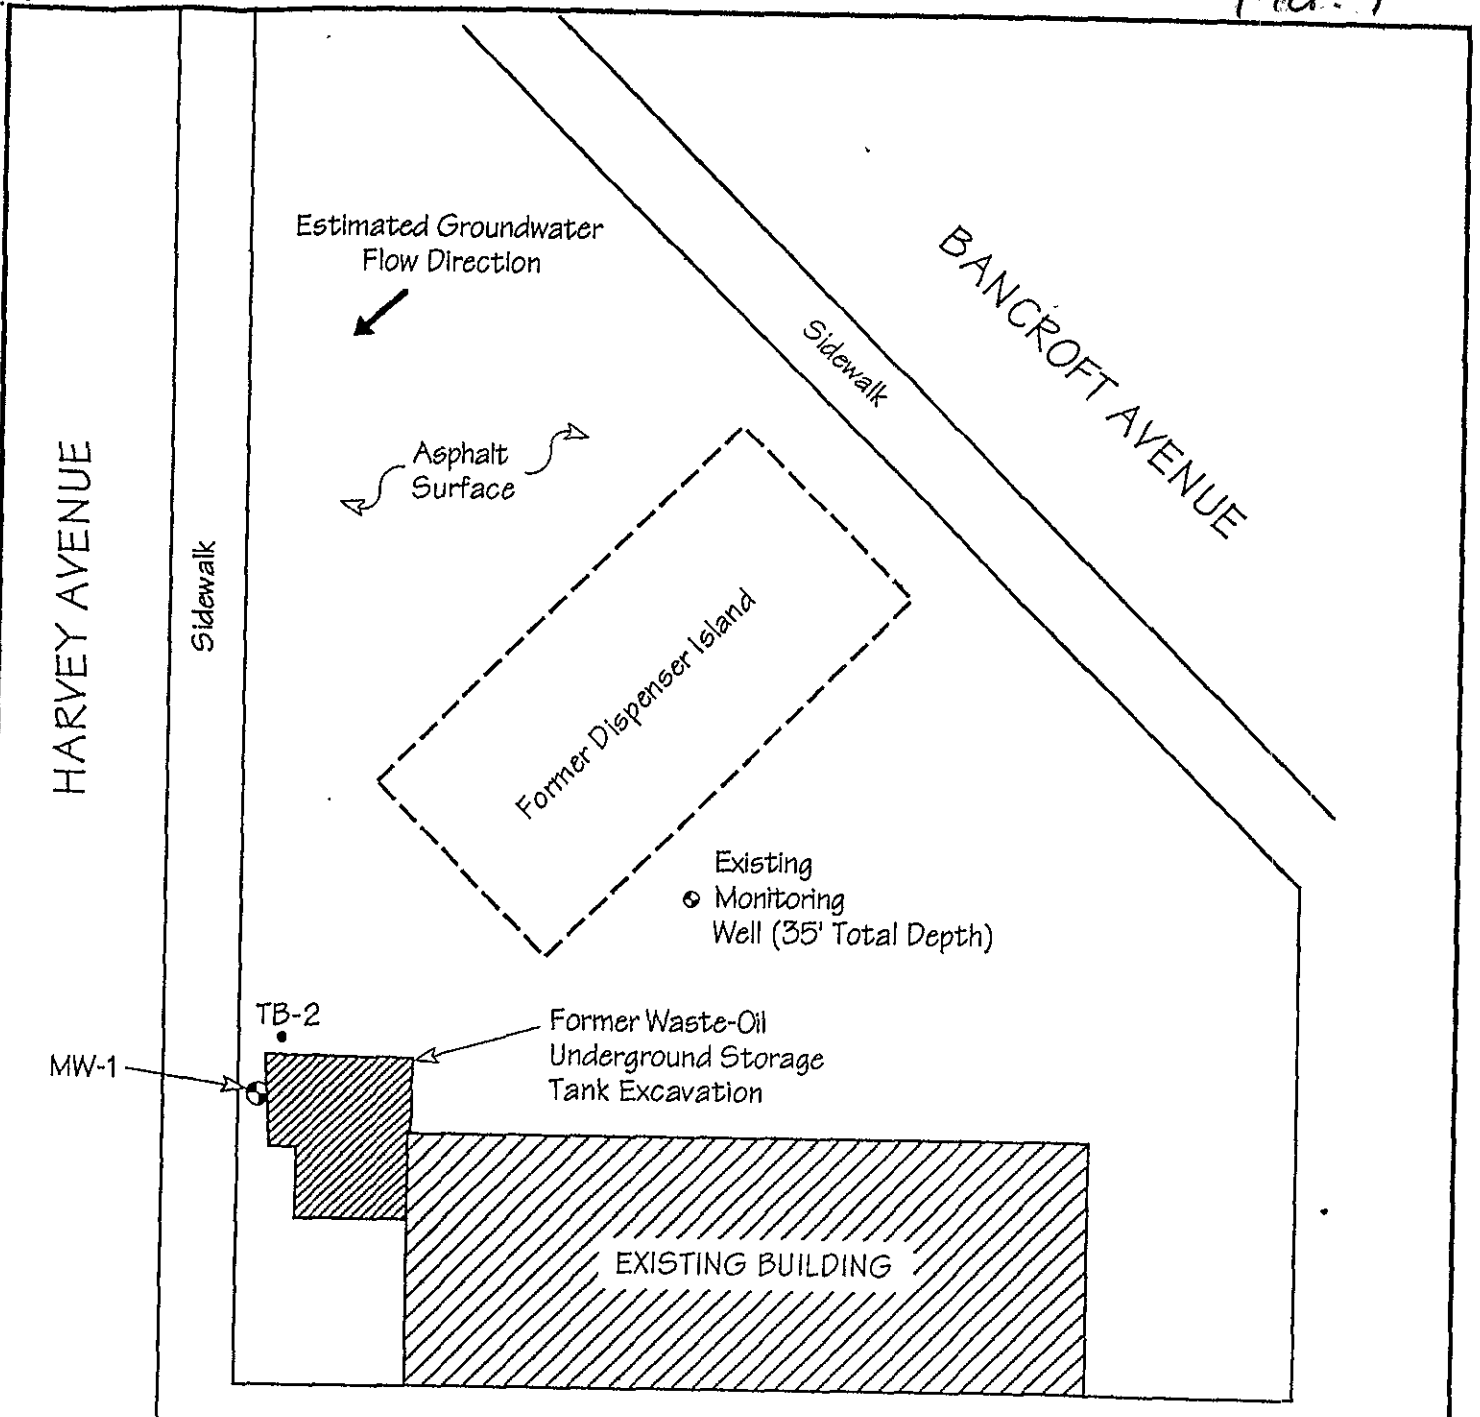 Estimated Groundwater
Flow Direction
BANCROFT AVENUE
Sidewalk
Asphalt
Surface
HARVEY AVENUE
Sidewalk
Former Dispenser Island
Existing
Monitoring
Well (35' Total Depth)
TB-2
Former Waste-Oil
Underground Storage
Tank Excavation
MW-1
EXISTING BUILDING